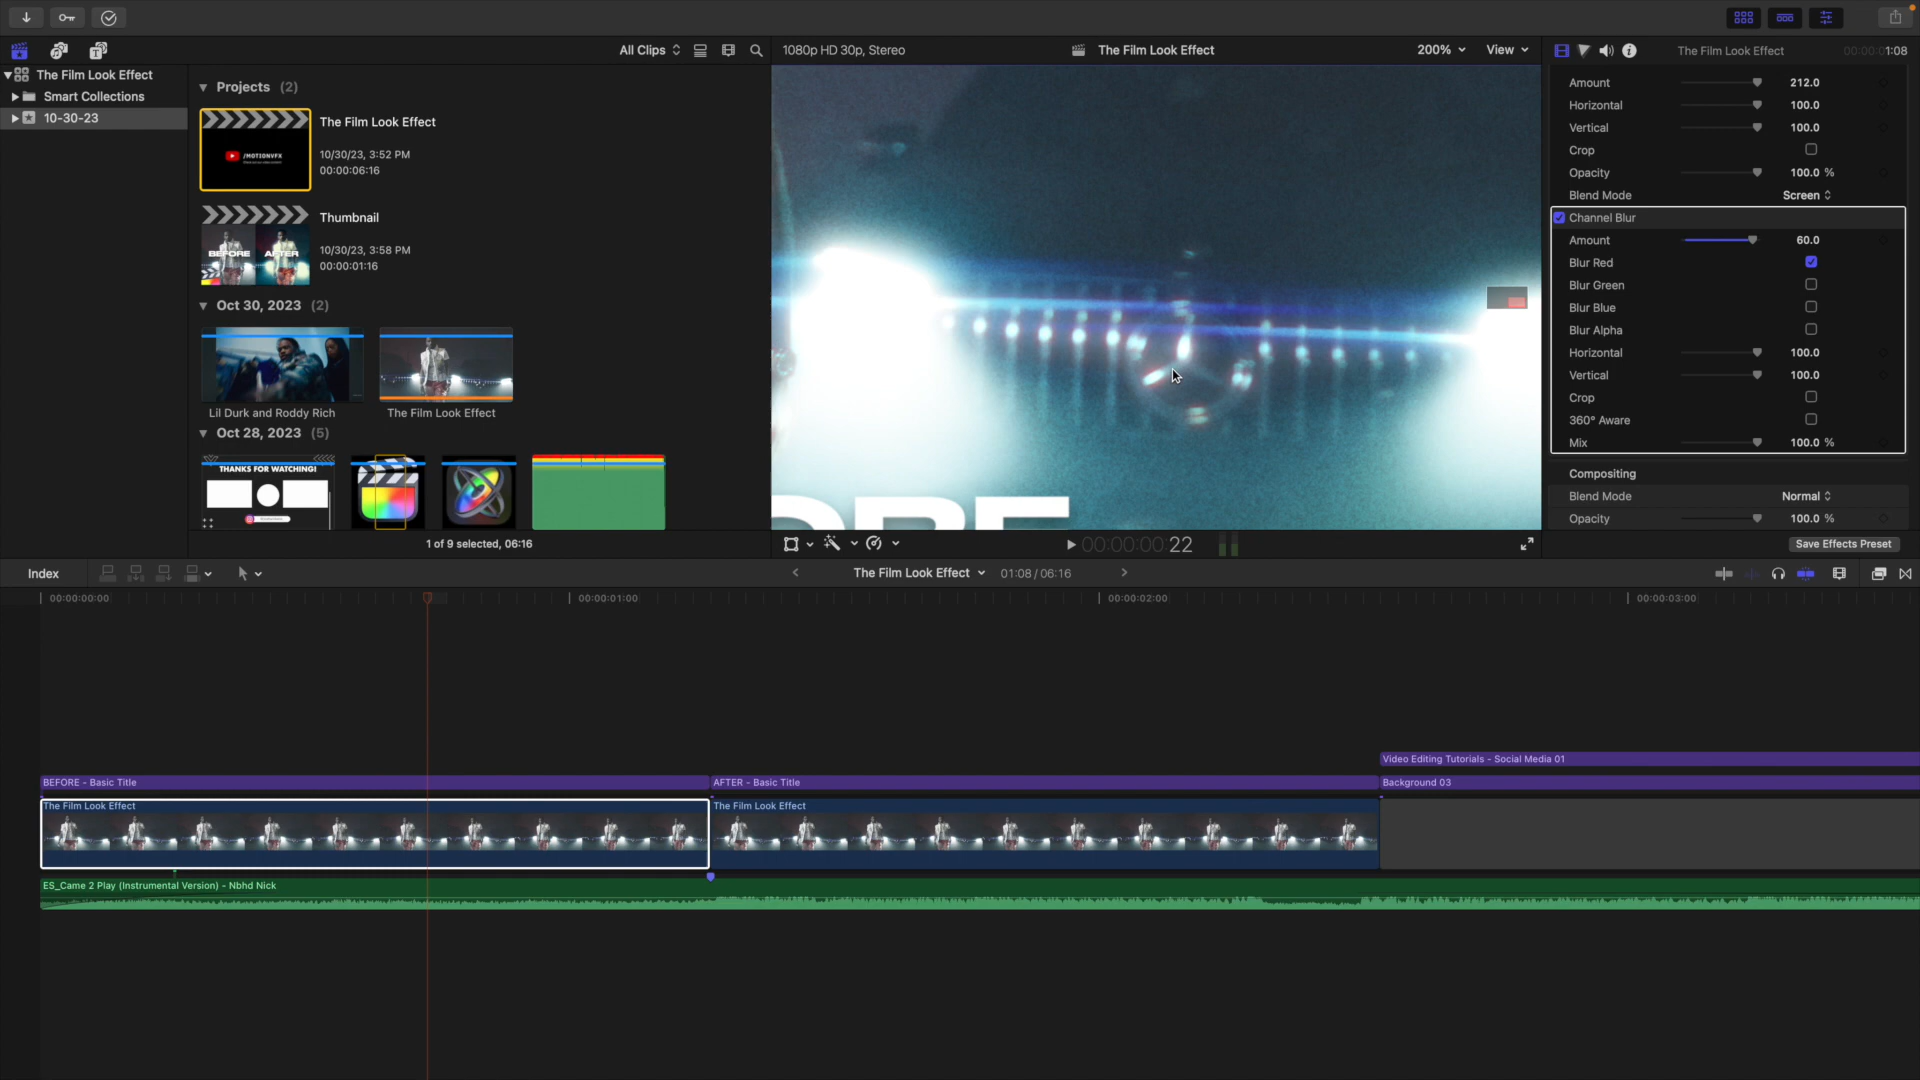 All Clips
1080p HD 30p, Stereo
The Film Look Effect
200%
View
The Film Look Effect
00:00:01:08
The Film Look Effect
Smart Collections
10-30-23
Projects (2)
/MOTIONVFX
The Film Look Effect
10/30/23, 3:52 PM
00:00:06:16
BEFORE AFTER
Thumbnail
10/30/23, 3:58 PM
00:00:01:16
Oct 30, 2023 (2)
Lil Durk and Roddy Rich
The Film Look Effect
Oct 28, 2023 (5)
THANKS FOR WATCHING!
1 of 9 selected, 06:16
00:00:00:22
Amount 212.0
Horizontal 100.0
Vertical 100.0
Crop
Opacity 100.0 %
Blend Mode Screen
Channel Blur
Amount 60.0
Blur Red
Blur Green
Blur Blue
Blur Alpha
Horizontal 100.0
Vertical 100.0
Crop
360° Aware
Mix 100.0 %
Compositing
Blend Mode Normal
Opacity 100.0 %
Save Effects Preset
Index
The Film Look Effect
01:08 / 06:16
00:00:00:00
00:00:01:00
00:00:02:00
00:00:03:00
Video Editing Tutorials - Social Media 01
BEFORE - Basic Title
AFTER - Basic Title
Background 03
The Film Look Effect
The Film Look Effect
ES_Came 2 Play (Instrumental Version) - Nbhd Nick